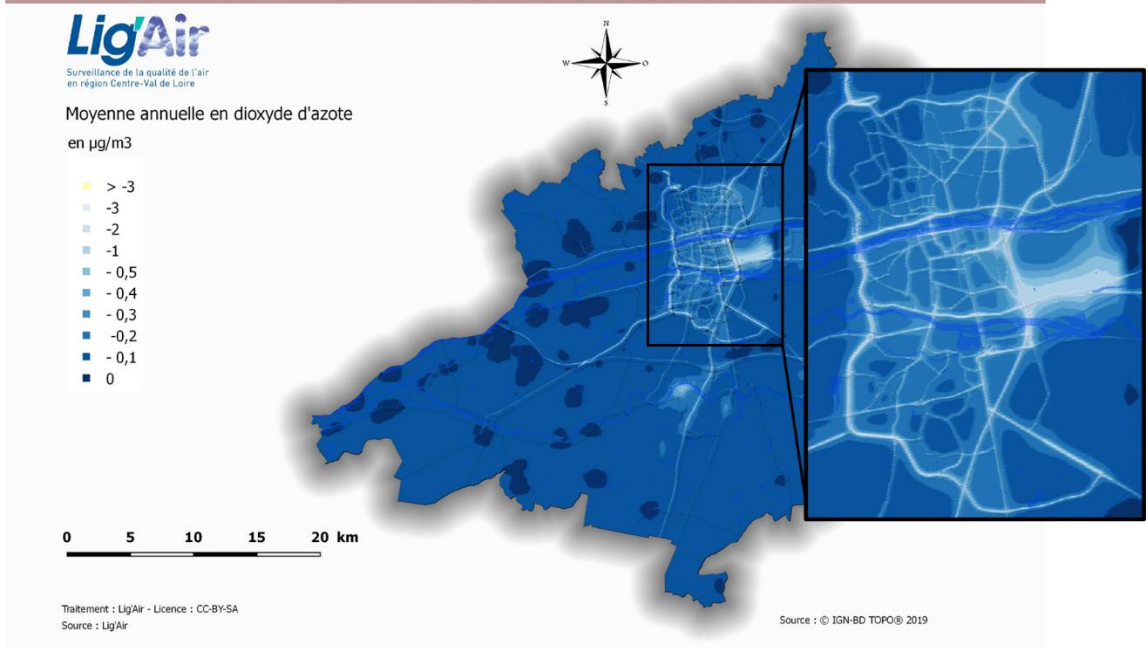 Lig'Air
Surveillance de la qualité de l'air
en région Centre-Val de Loire
Moyenne annuelle en dioxyde d'azote
en µg/m3
> -3
-3
-2
-1
- 0,5
- 0,4
- 0,3
-0,2
- 0,1
0
N
W
O
S
0 5 10 15 20 km
Traitement : Lig'Air - Licence : CC-BY-SA
Source : Lig'Air
Source : © IGN-BD TOPO® 2019